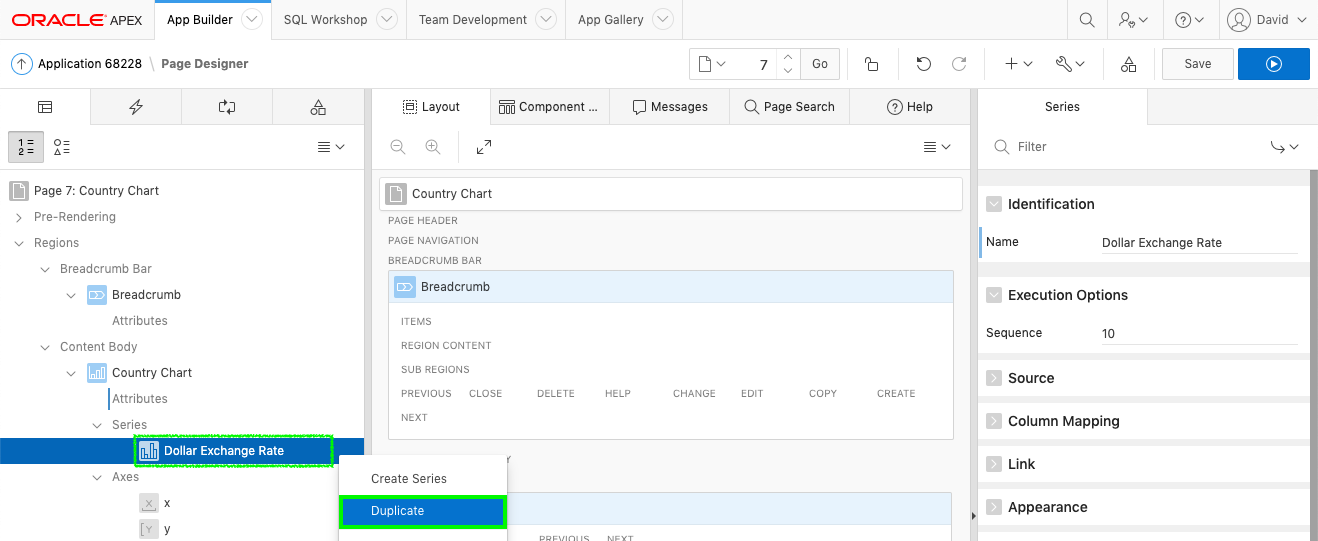 ORACLE APEX App Builder SQL Workshop Team Development App Gallery David
Application 68228 \ Page Designer 7 Go Save
Layout Component ... Messages Page Search Help Series
1 =
2 =
Filter
Page 7: Country Chart
Pre-Rendering
Regions
Breadcrumb Bar
Breadcrumb
Attributes
Content Body
Country Chart
Attributes
Series
Dollar Exchange Rate
Axes
x
x
Y
y
Create Series
Duplicate
Country Chart
PAGE HEADER
PAGE NAVIGATION
BREADCRUMB BAR
Breadcrumb
ITEMS
REGION CONTENT
SUB REGIONS
PREVIOUS CLOSE DELETE HELP CHANGE EDIT COPY CREATE
NEXT
Y
PREVIOUS NEXT
Identification
Name Dollar Exchange Rate
Execution Options
Sequence 10
Source
Column Mapping
Link
Appearance